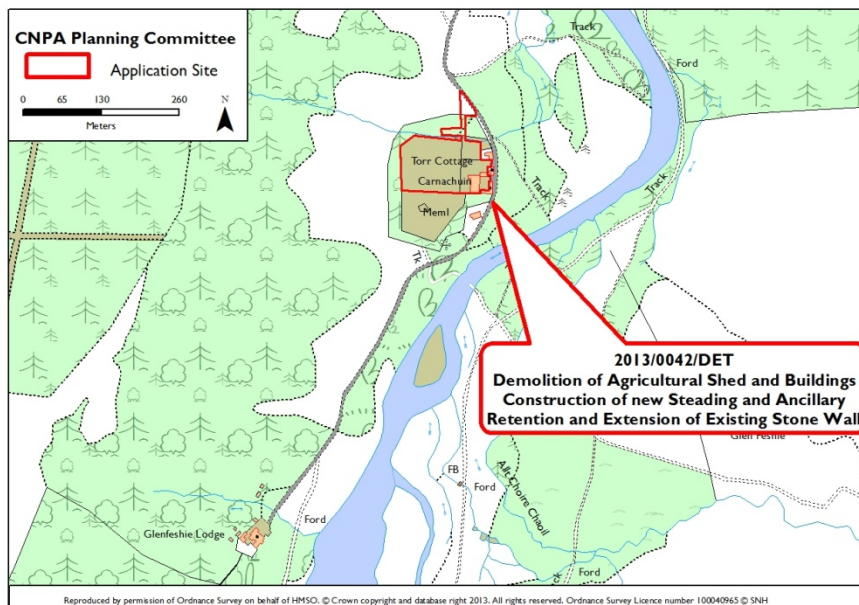 CNPA Planning Committee
Application Site
0 65 130 260
N
Meters
Track
Ford
Torr Cottage
Carnachuin
Meml
Track
Track
Tk
2013/0042/DET
Demolition of Agricultural Shed and Buildings
Construction of new Steading and Ancillary
Retention and Extension of Existing Stone Wall
Glen Feshie
FB
Ford
Allt Choire Chaoil
Glenfeshie Lodge
Ford
Reproduced by permission of Ordnance Survey on behalf of HMSO. © Crown copyright and database right 2013. All rights reserved. Ordnance Survey Licence number 100040965 © SNH